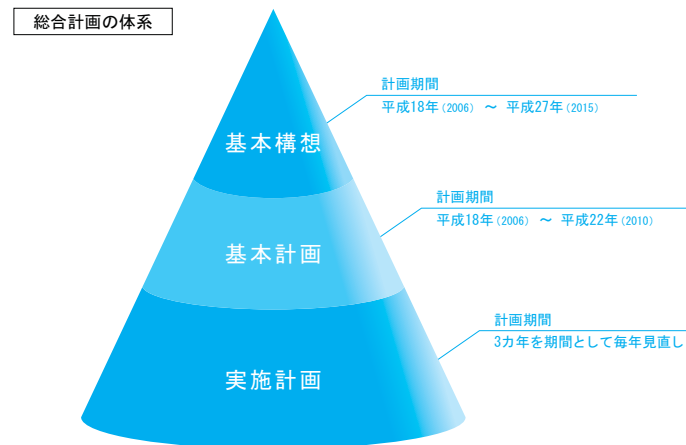 総合計画の体系
計画期間
平成18年(2006) ～ 平成27年(2015)
基本構想
計画期間
平成18年(2006) ～ 平成22年(2010)
基本計画
計画期間
3カ年を期間として毎年見直し
実施計画